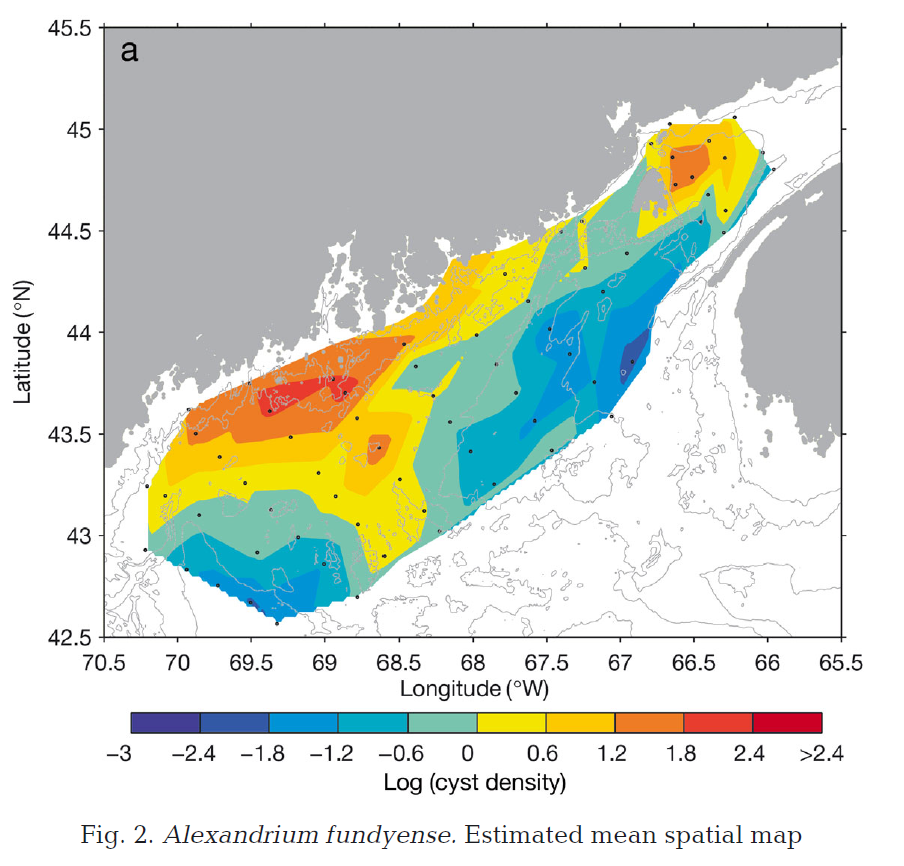 a
45.5
45
44.5
44
43.5
43
42.5
Latitude (°N)
70.5 70 69.5 69 68.5 68 67.5 67 66.5 66 65.5
Longitude (°W)
−3 −2.4 −1.8 −1.2 −0.6 0 0.6 1.2 1.8 2.4 >2.4
Log (cyst density)
Fig. 2. Alexandrium fundyense. Estimated mean spatial map